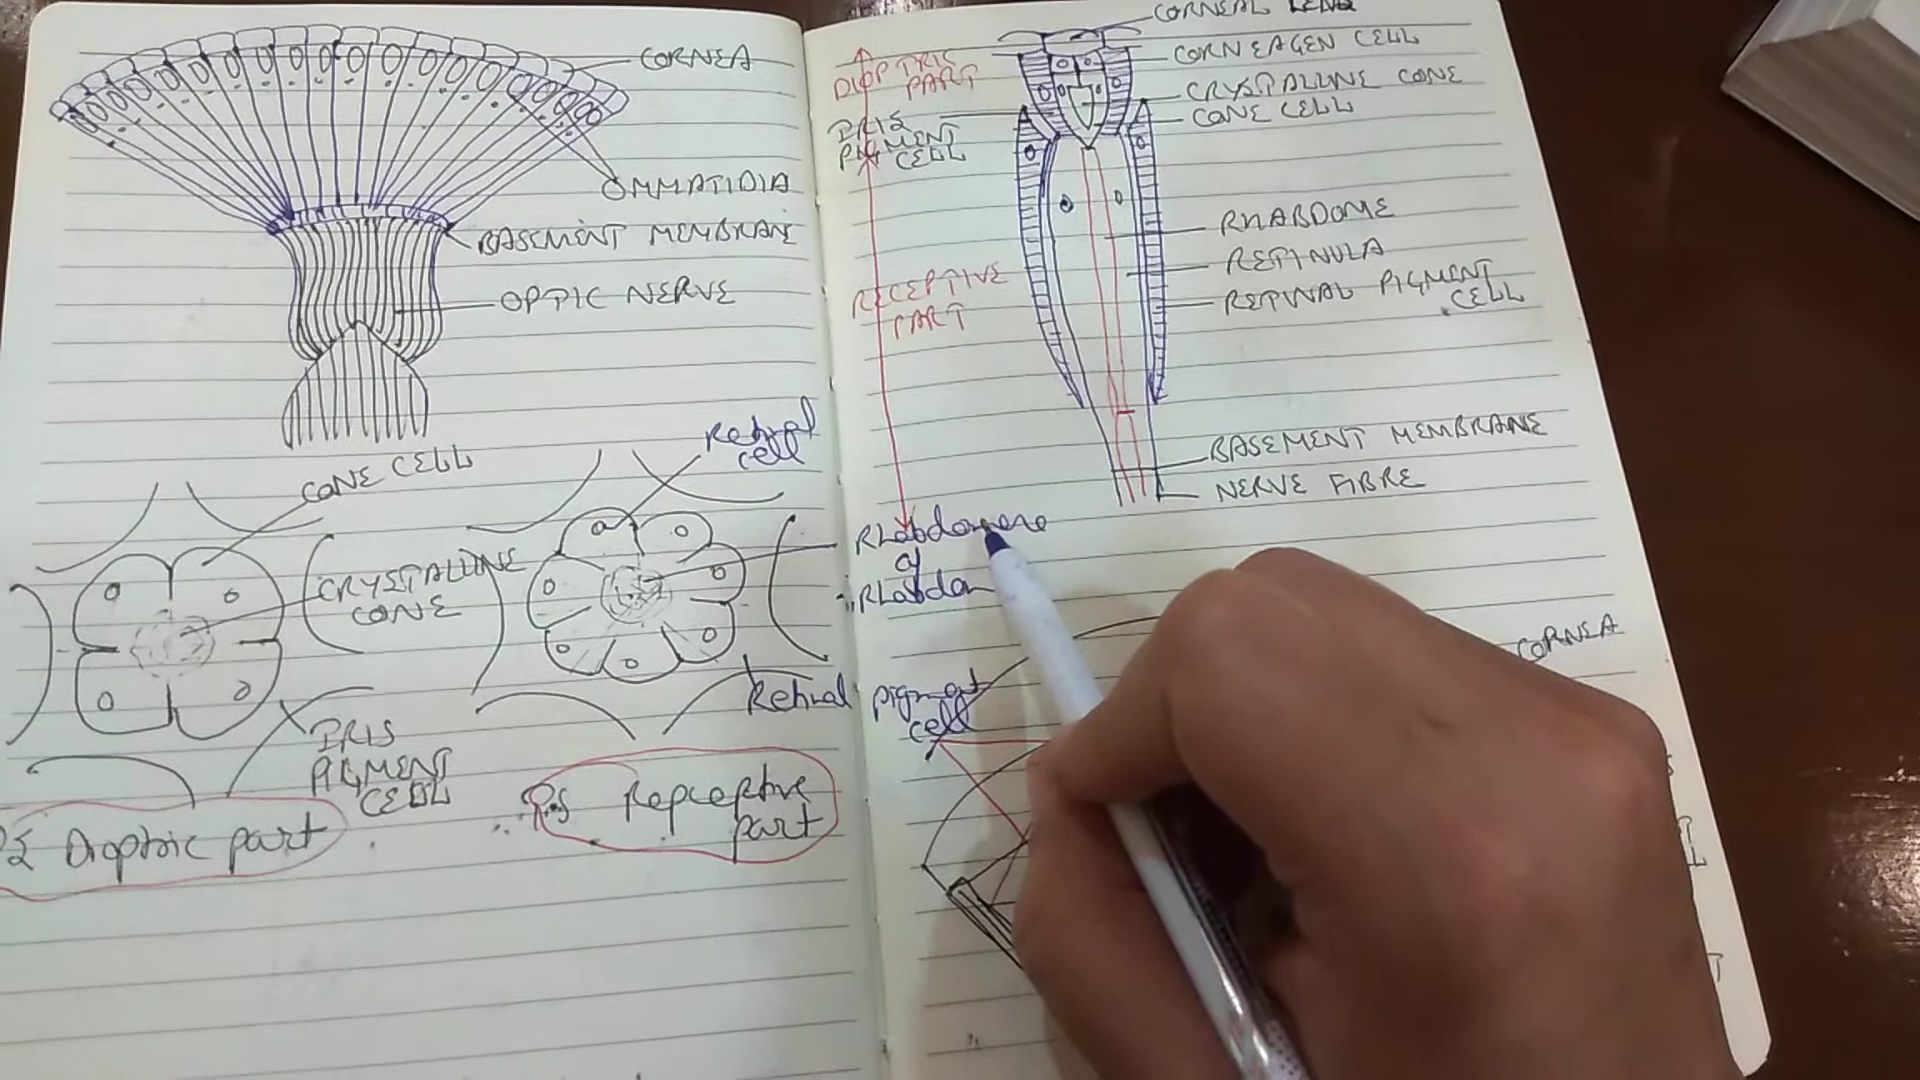 CORNEA
OMMATIDIA
BASEMENT MEMBRANE
OPTIC NERVE
CONE CELL
Retinal
cell
CRYSTALLINE
CONE
IRIS
PIGMENT
CELL
Dioptric part
Repceptive
part
CORNEAL LENS
CORNEAGEN CELL
CRYSTALLINE CONE
CONE CELL
DIOPTRIC
PART
IRIS
PIGMENT
CELL
RHABDOME
RETINULA
RETINAL PIGMENT
CELL
RECEPTIVE
PART
BASEMENT MEMBRANE
NERVE FIBRE
Rhabdomere
of
Rhabdom
Retinal pigment
cell
CORNEA